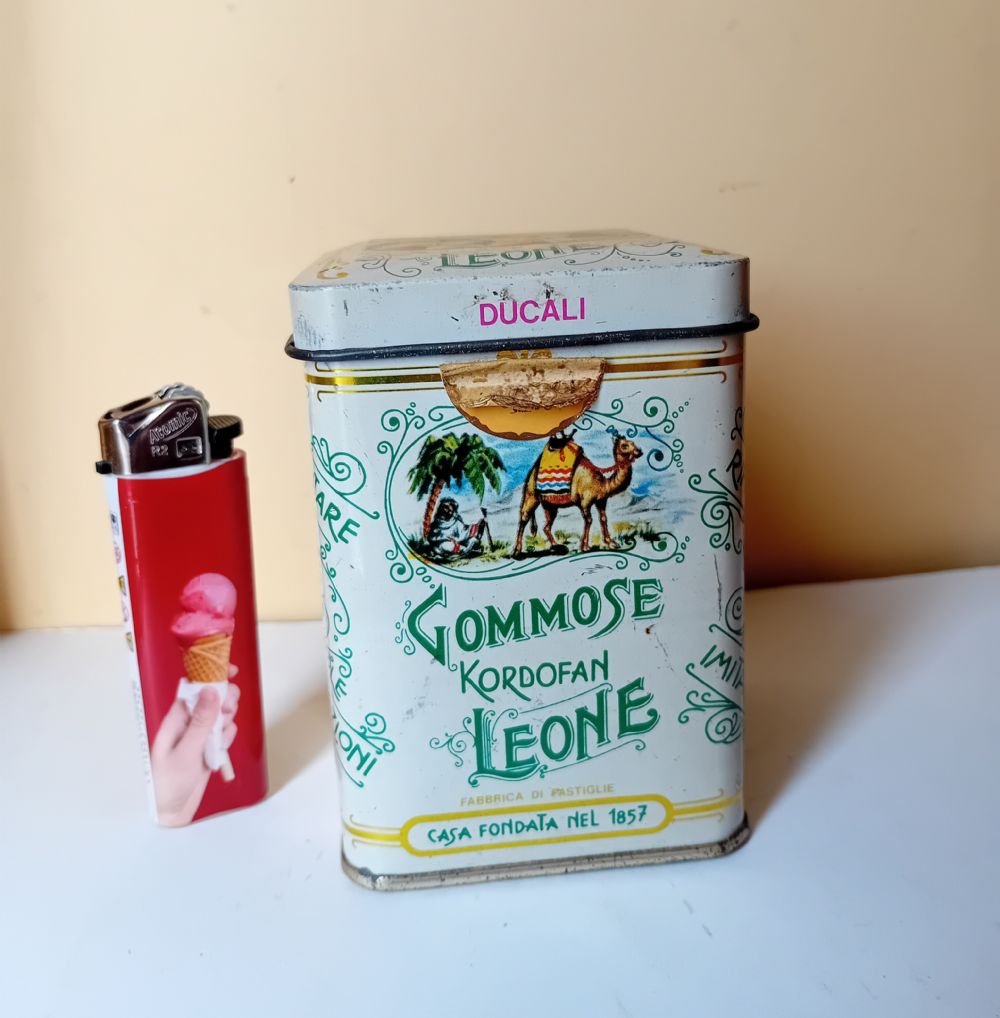 LEONE
DUCALI
Atomic
GOMMOSE
KORDOFAN
LEONE
FABBRICA DI PASTIGLIE
CASA FONDATA NEL 1857